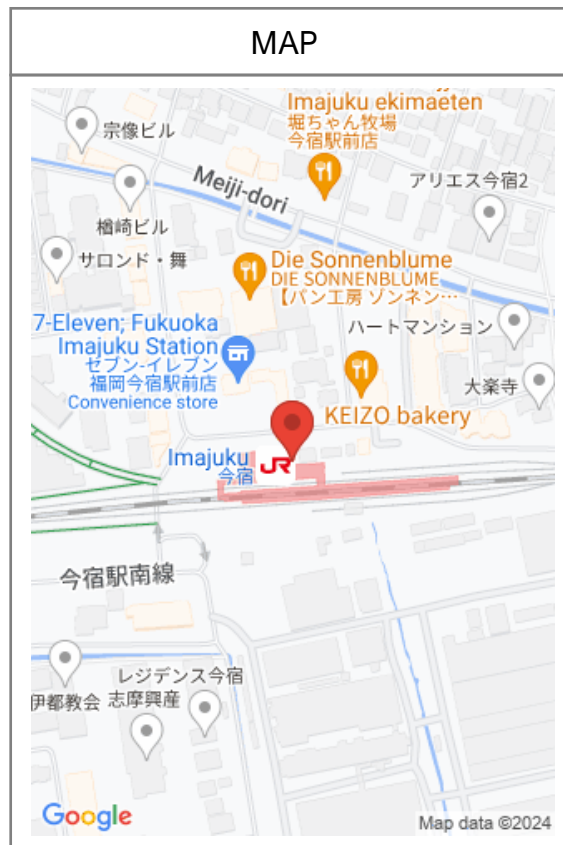 MAP
Imajuku ekimaeten
堀ちゃん牧場
今宿駅前店
宗像ビル
Meiji-dori
アリエス今宿2
楢崎ビル
サロンド・舞
Die Sonnenblume
DIE SONNENBLUME
【パン工房 ゾンネン…
7-Eleven; Fukuoka
Imajuku Station
セブン-イレブン
福岡今宿駅前店
Convenience store
ハートマンション
大楽寺
KEIZO bakery
Imajuku
今宿
JR
今宿駅南線
レジデンス今宿
伊都教会
志摩興産
Google
Map data ©2024